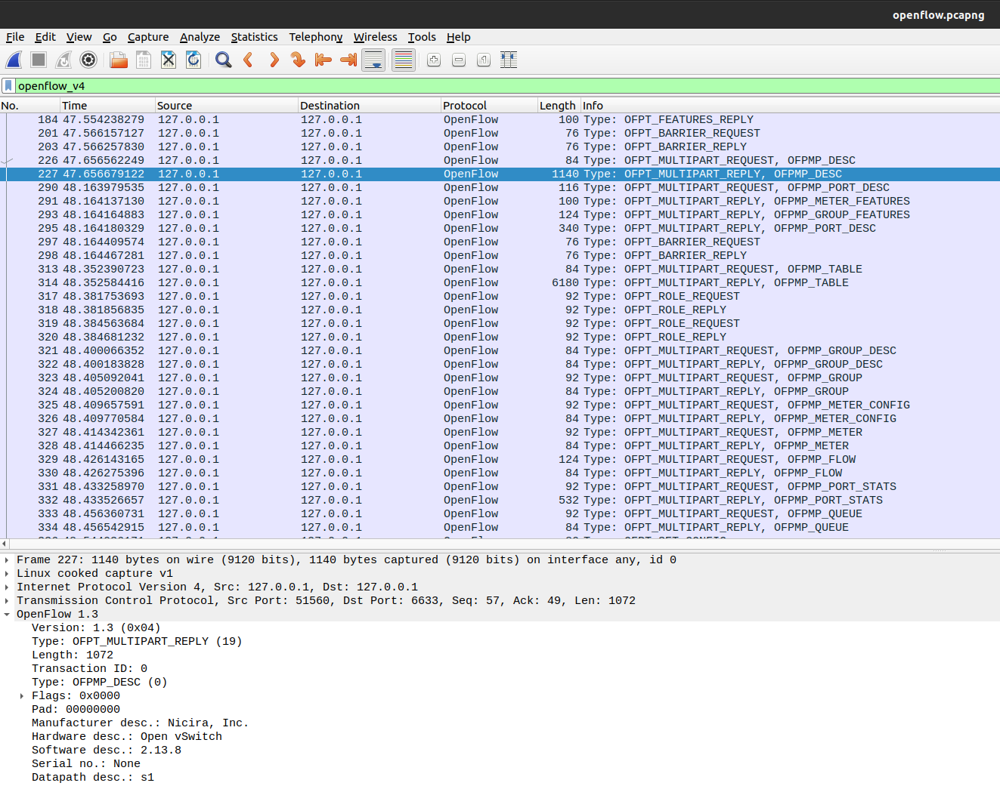 openflow.pcapng
File Edit View Go Capture Analyze Statistics Telephony Wireless Tools Help
openflow_v4
No. Time Source Destination Protocol Length Info
184 47.554238279 127.0.0.1 127.0.0.1 OpenFlow 100 Type: OFPT_FEATURES_REPLY
201 47.566157127 127.0.0.1 127.0.0.1 OpenFlow 76 Type: OFPT_BARRIER_REQUEST
203 47.566257830 127.0.0.1 127.0.0.1 OpenFlow 76 Type: OFPT_BARRIER_REPLY
226 47.656562249 127.0.0.1 127.0.0.1 OpenFlow 84 Type: OFPT_MULTIPART_REQUEST, OFPMP_DESC
227 47.656679122 127.0.0.1 127.0.0.1 OpenFlow 1140 Type: OFPT_MULTIPART_REPLY, OFPMP_DESC
290 48.163979535 127.0.0.1 127.0.0.1 OpenFlow 116 Type: OFPT_MULTIPART_REQUEST, OFPMP_PORT_DESC
291 48.164137130 127.0.0.1 127.0.0.1 OpenFlow 100 Type: OFPT_MULTIPART_REPLY, OFPMP_METER_FEATURES
293 48.164164883 127.0.0.1 127.0.0.1 OpenFlow 124 Type: OFPT_MULTIPART_REPLY, OFPMP_GROUP_FEATURES
295 48.164180329 127.0.0.1 127.0.0.1 OpenFlow 340 Type: OFPT_MULTIPART_REPLY, OFPMP_PORT_DESC
297 48.164409574 127.0.0.1 127.0.0.1 OpenFlow 76 Type: OFPT_BARRIER_REQUEST
298 48.164467281 127.0.0.1 127.0.0.1 OpenFlow 76 Type: OFPT_BARRIER_REPLY
313 48.352390723 127.0.0.1 127.0.0.1 OpenFlow 84 Type: OFPT_MULTIPART_REQUEST, OFPMP_TABLE
314 48.352584416 127.0.0.1 127.0.0.1 OpenFlow 6180 Type: OFPT_MULTIPART_REPLY, OFPMP_TABLE
317 48.381753693 127.0.0.1 127.0.0.1 OpenFlow 92 Type: OFPT_ROLE_REQUEST
318 48.381856835 127.0.0.1 127.0.0.1 OpenFlow 92 Type: OFPT_ROLE_REPLY
319 48.384563684 127.0.0.1 127.0.0.1 OpenFlow 92 Type: OFPT_ROLE_REQUEST
320 48.384681232 127.0.0.1 127.0.0.1 OpenFlow 92 Type: OFPT_ROLE_REPLY
321 48.400066352 127.0.0.1 127.0.0.1 OpenFlow 84 Type: OFPT_MULTIPART_REQUEST, OFPMP_GROUP_DESC
322 48.400183828 127.0.0.1 127.0.0.1 OpenFlow 84 Type: OFPT_MULTIPART_REPLY, OFPMP_GROUP_DESC
323 48.405092041 127.0.0.1 127.0.0.1 OpenFlow 92 Type: OFPT_MULTIPART_REQUEST, OFPMP_GROUP
324 48.405200820 127.0.0.1 127.0.0.1 OpenFlow 84 Type: OFPT_MULTIPART_REPLY, OFPMP_GROUP
325 48.409657591 127.0.0.1 127.0.0.1 OpenFlow 92 Type: OFPT_MULTIPART_REQUEST, OFPMP_METER_CONFIG
326 48.409770584 127.0.0.1 127.0.0.1 OpenFlow 84 Type: OFPT_MULTIPART_REPLY, OFPMP_METER_CONFIG
327 48.414342361 127.0.0.1 127.0.0.1 OpenFlow 92 Type: OFPT_MULTIPART_REQUEST, OFPMP_METER
328 48.414466235 127.0.0.1 127.0.0.1 OpenFlow 84 Type: OFPT_MULTIPART_REPLY, OFPMP_METER
329 48.426143165 127.0.0.1 127.0.0.1 OpenFlow 124 Type: OFPT_MULTIPART_REQUEST, OFPMP_FLOW
330 48.426275396 127.0.0.1 127.0.0.1 OpenFlow 84 Type: OFPT_MULTIPART_REPLY, OFPMP_FLOW
331 48.433258970 127.0.0.1 127.0.0.1 OpenFlow 92 Type: OFPT_MULTIPART_REQUEST, OFPMP_PORT_STATS
332 48.433526657 127.0.0.1 127.0.0.1 OpenFlow 532 Type: OFPT_MULTIPART_REPLY, OFPMP_PORT_STATS
333 48.456360731 127.0.0.1 127.0.0.1 OpenFlow 92 Type: OFPT_MULTIPART_REQUEST, OFPMP_QUEUE
334 48.456542915 127.0.0.1 127.0.0.1 OpenFlow 84 Type: OFPT_MULTIPART_REPLY, OFPMP_QUEUE
Frame 227: 1140 bytes on wire (9120 bits), 1140 bytes captured (9120 bits) on interface any, id 0
Linux cooked capture v1
Internet Protocol Version 4, Src: 127.0.0.1, Dst: 127.0.0.1
Transmission Control Protocol, Src Port: 51560, Dst Port: 6633, Seq: 57, Ack: 49, Len: 1072
OpenFlow 1.3
Version: 1.3 (0x04)
Type: OFPT_MULTIPART_REPLY (19)
Length: 1072
Transaction ID: 0
Type: OFPMP_DESC (0)
Flags: 0x0000
Pad: 00000000
Manufacturer desc.: Nicira, Inc.
Hardware desc.: Open vSwitch
Software desc.: 2.13.8
Serial no.: None
Datapath desc.: s1